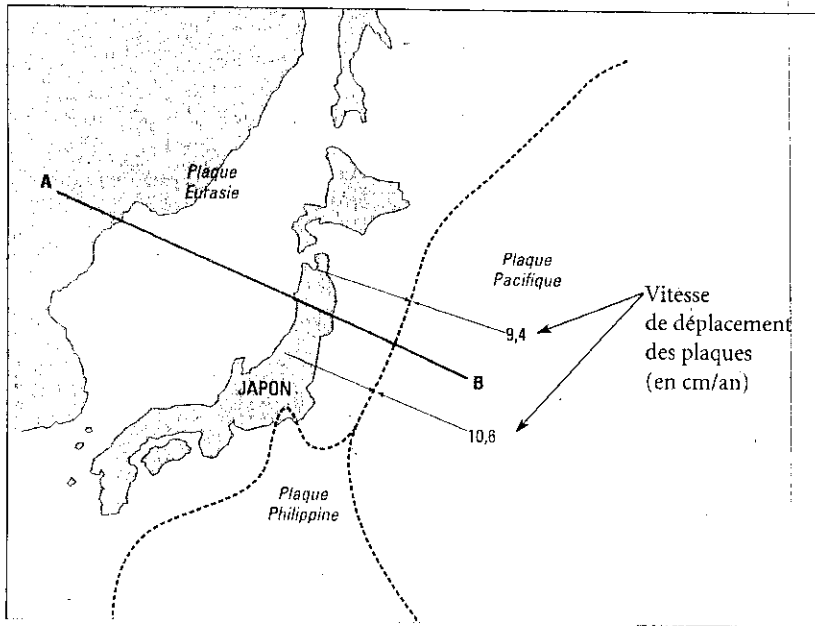 Plaque
Eurasie
A
Plaque
Pacifique
Vitesse
de déplacement
des plaques
(en cm/an)
9,4
B
JAPON
10,6
Plaque
Philippine